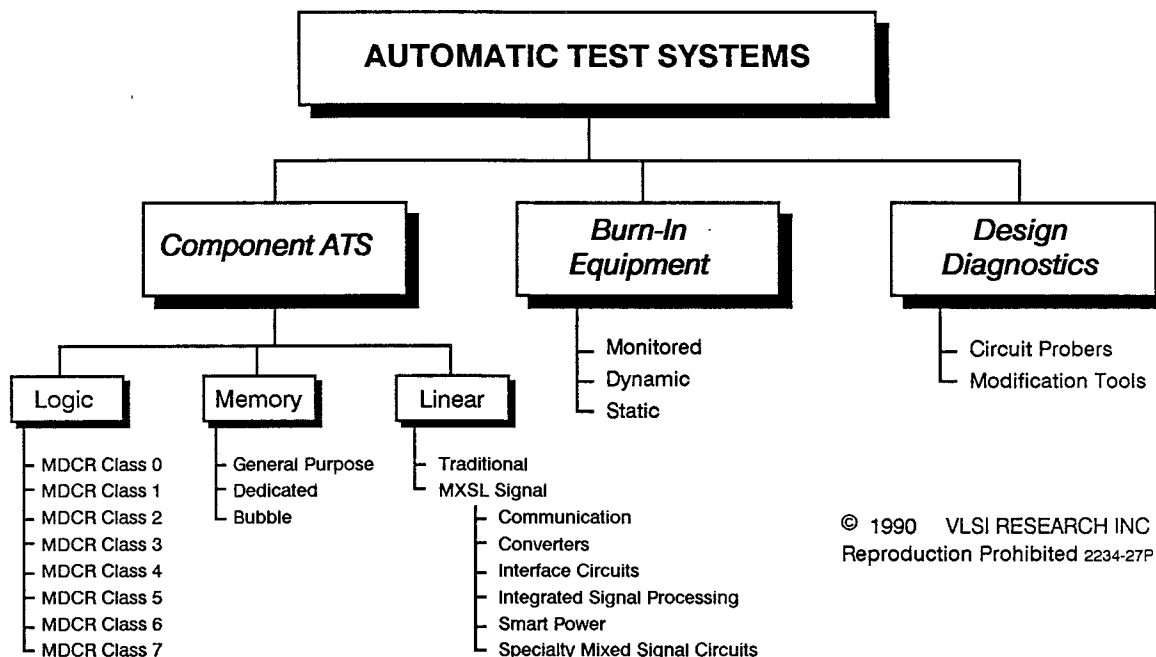 AUTOMATIC TEST SYSTEMS
Component ATS
Burn-In
Equipment
Design
Diagnostics
Monitored
Dynamic
Static
Circuit Probers
Modification Tools
Logic
Memory
Linear
MDCR Class 0
MDCR Class 1
MDCR Class 2
MDCR Class 3
MDCR Class 4
MDCR Class 5
MDCR Class 6
MDCR Class 7
General Purpose
Dedicated
Bubble
Traditional
MXSL Signal
Communication
Converters
Interface Circuits
Integrated Signal Processing
Smart Power
Specialty Mixed Signal Circuits
© 1990 VLSI RESEARCH INC
Reproduction Prohibited 2234-27P